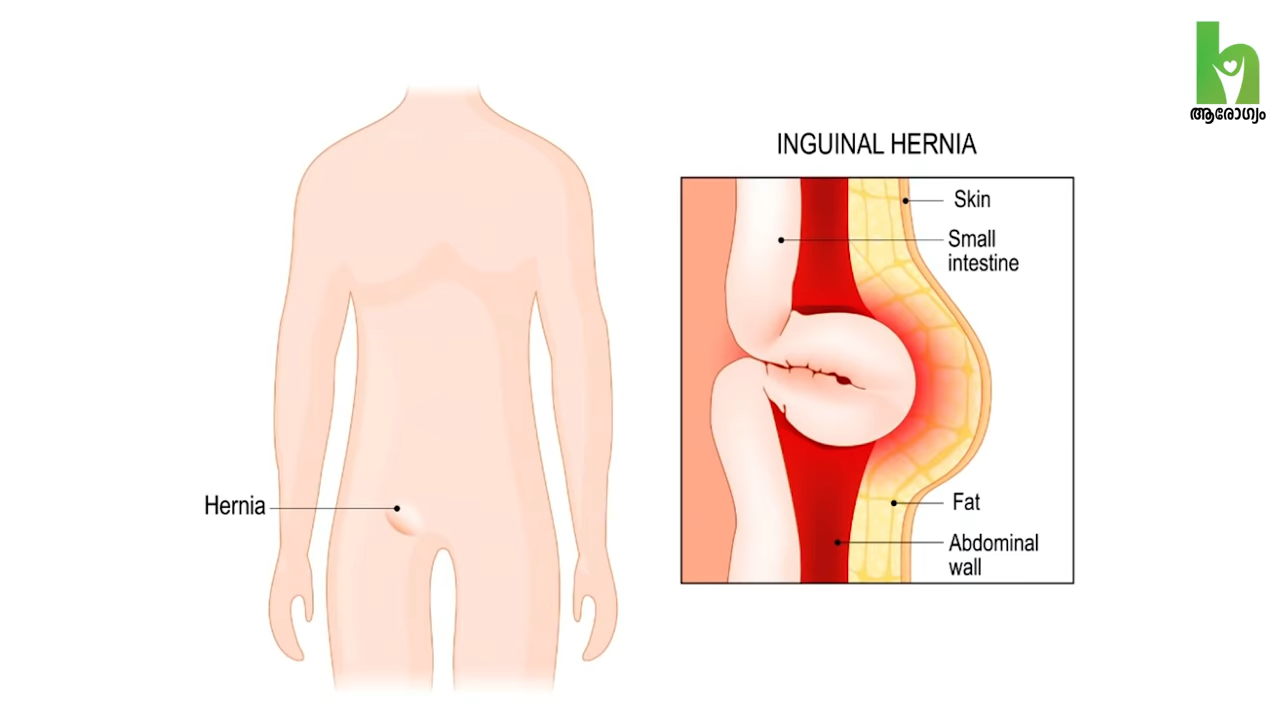 ആരോഗ്യം
INGUINAL HERNIA
Skin
Small
intestine
Hernia
Fat
Abdominal
wall